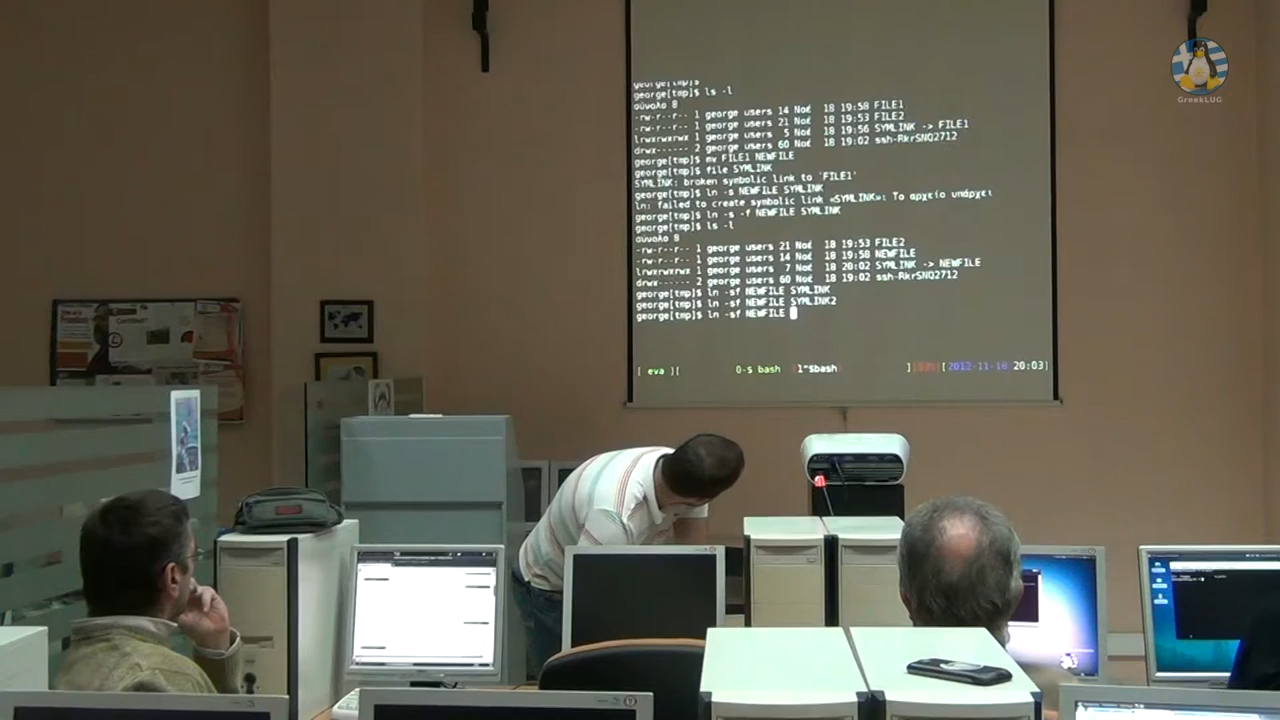 george[tmp]$
george[tmp]$ ls -l
σύνολο 8
-rw-r--r-- 1 george users 14 Νοέ 18 19:58 FILE1
-rw-r--r-- 1 george users 21 Νοέ 18 19:53 FILE2
lrwxrwxrwx 1 george users 5 Νοέ 18 19:56 SYMLINK -> FILE1
drwx------ 2 george users 60 Νοέ 18 19:02 ssh-RkrSNQ2712
george[tmp]$ mv FILE1 NEWFILE
george[tmp]$ file SYMLINK
SYMLINK: broken symbolic link to `FILE1'
george[tmp]$ ln -s NEWFILE SYMLINK
ln: failed to create symbolic link «SYMLINK»: Το αρχείο υπάρχει
george[tmp]$ ln -s -f NEWFILE SYMLINK
george[tmp]$ ls -l
σύνολο 8
-rw-r--r-- 1 george users 21 Νοέ 18 19:53 FILE2
-rw-r--r-- 1 george users 14 Νοέ 18 19:58 NEWFILE
lrwxrwxrwx 1 george users 7 Νοέ 18 20:02 SYMLINK -> NEWFILE
drwx------ 2 george users 60 Νοέ 18 19:02 ssh-RkrSNQ2712
george[tmp]$ ln -sf NEWFILE SYMLINK
george[tmp]$ ln -sf NEWFILE SYMLINK2
george[tmp]$ ln -sf NEWFILE
[ eva ][ 0-$ bash 1*$bash ][2012-11-18 20:03]
GreekLUG